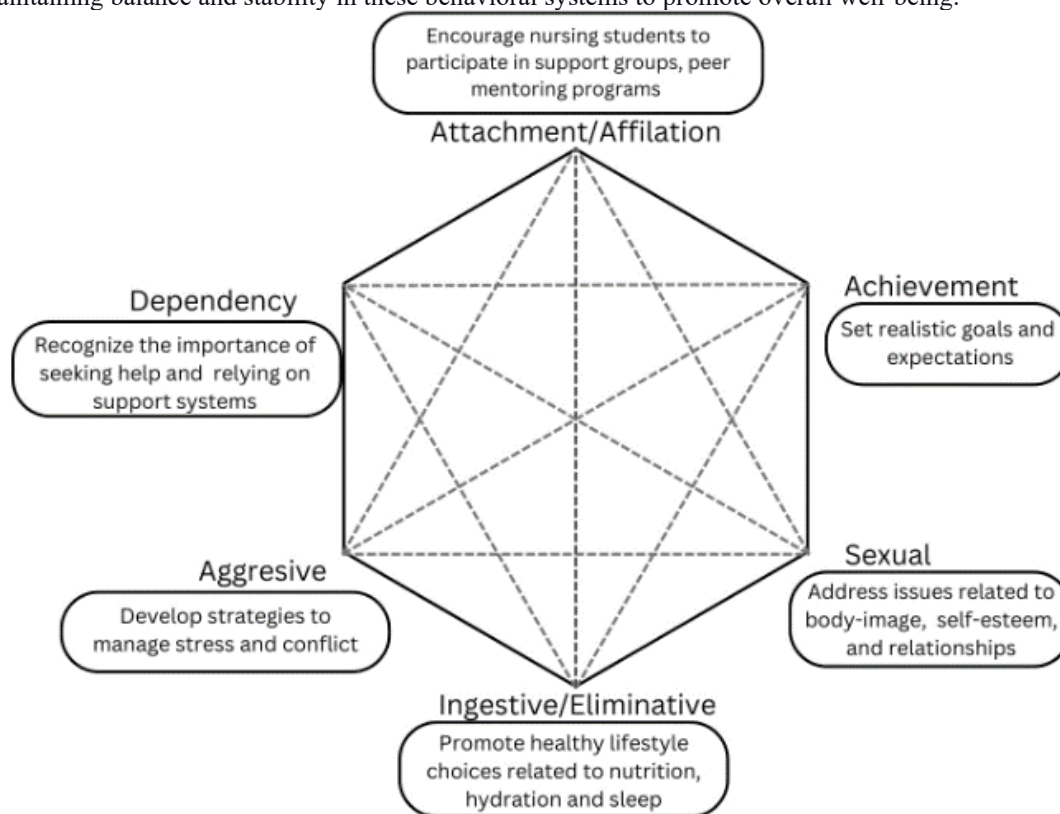 maintaining balance and stability in these behavioral systems to promote overall well-being.
Encourage nursing students to
participate in support groups, peer
mentoring programs
Attachment/Affilation
Dependency
Recognize the importance of
seeking help and relying on
support systems
Achievement
Set realistic goals and
expectations
Aggresive
Develop strategies to
manage stress and conflict
Sexual
Address issues related to
body-image, self-esteem,
and relationships
Ingestive/Eliminative
Promote healthy lifestyle
choices related to nutrition,
hydration and sleep